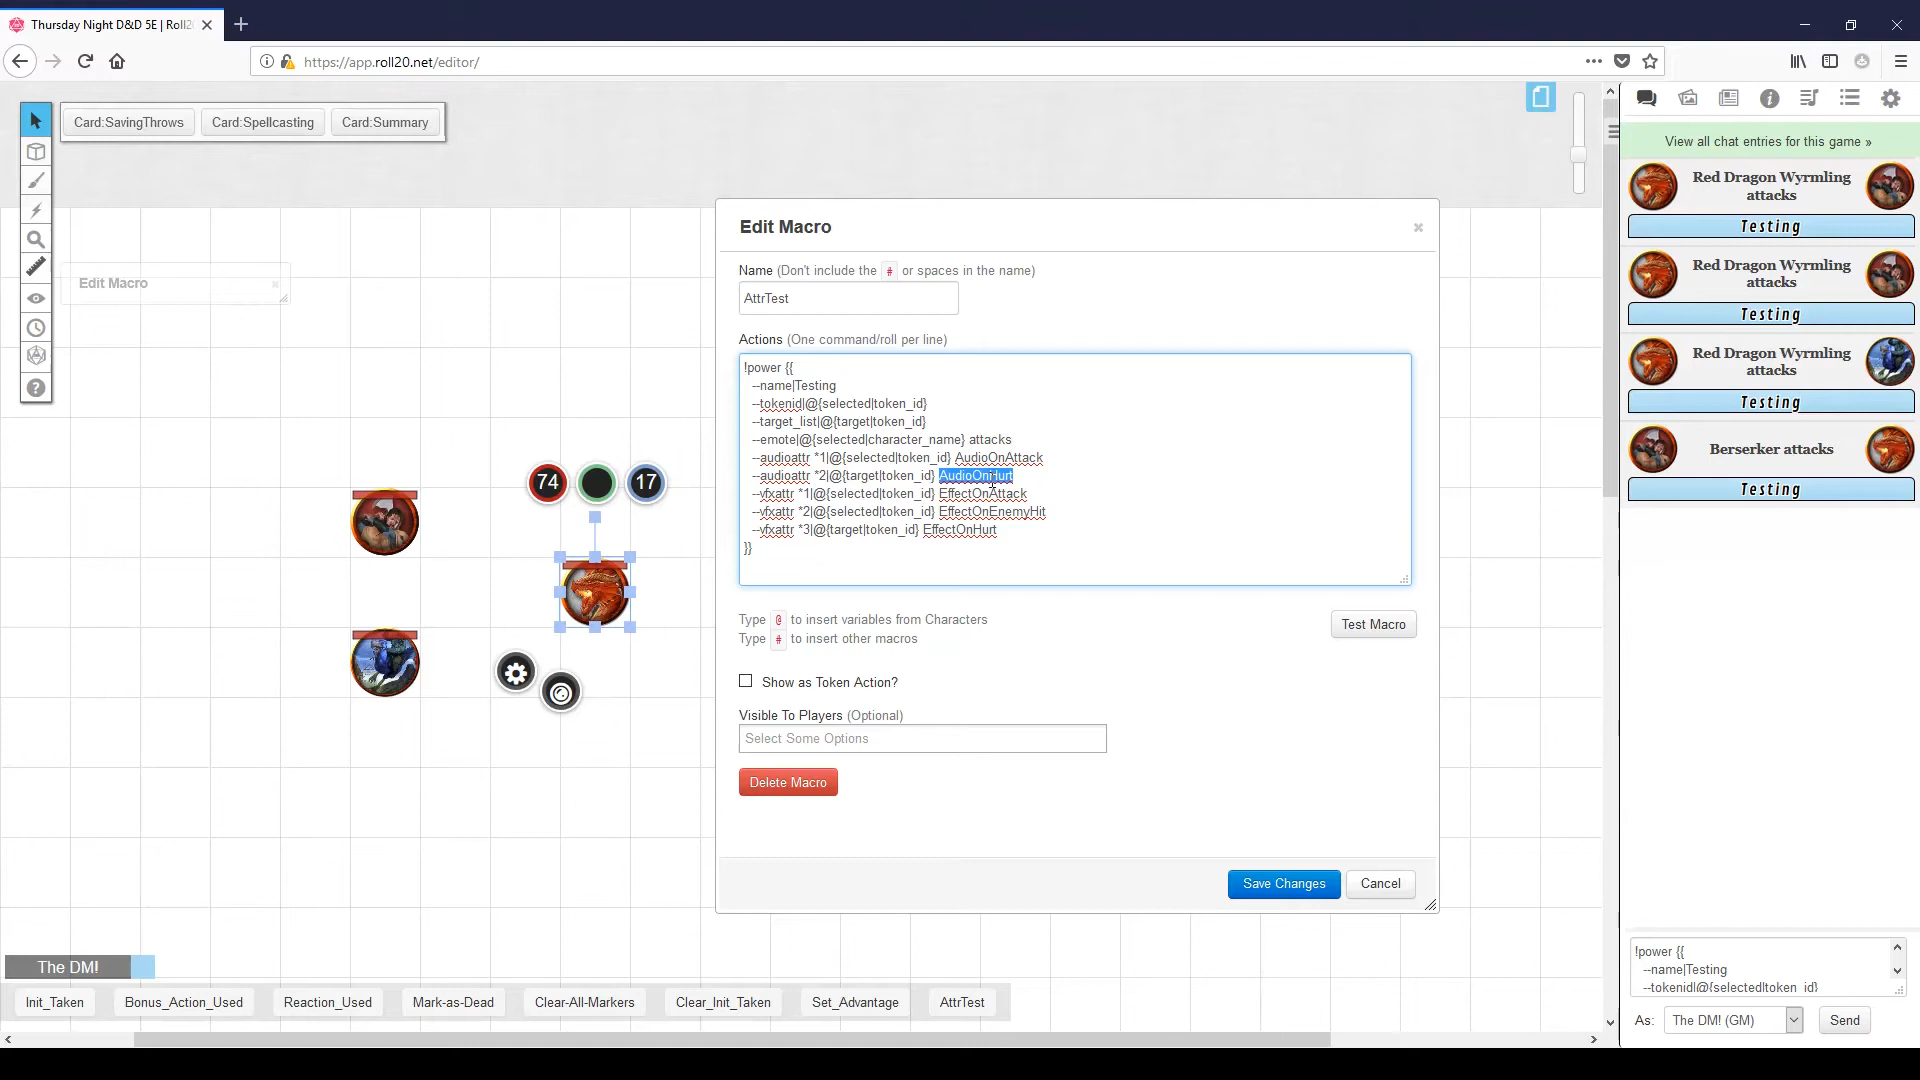 Thursday Night D&D 5E | Roll20
https://app.roll20.net/editor/
Card:SavingThrows
Card:Spellcasting
Card:Summary
View all chat entries for this game »
Red Dragon Wyrmling
attacks
Testing
Red Dragon Wyrmling
attacks
Testing
Red Dragon Wyrmling
attacks
Testing
Berserker attacks
Testing
Edit Macro
74
17
Edit Macro
Name (Don't include the # or spaces in the name)
AttrTest
Actions (One command/roll per line)
!power {{
--name|Testing
--tokenid|@{selected|token_id}
--target_list|@{target|token_id}
--emote|@{selected|character_name} attacks
--audioattr *1|@{selected|token_id} AudioOnAttack
--audioattr *2|@{target|token_id} AudioOnHurt
--vfxattr *1|@{selected|token_id} EffectOnAttack
--vfxattr *2|@{selected|token_id} EffectOnEnemyHit
--vfxattr *3|@{target|token_id} EffectOnHurt
}}
Type @ to insert variables from Characters
Type # to insert other macros
Test Macro
Show as Token Action?
Visible To Players (Optional)
Select Some Options
Delete Macro
Save Changes
Cancel
The DM!
Init_Taken
Bonus_Action_Used
Reaction_Used
Mark-as-Dead
Clear-All-Markers
Clear_Init_Taken
Set_Advantage
AttrTest
!power {{
--name|Testing
--tokenid|@{selected|token_id}
As:
The DM! (GM)
Send